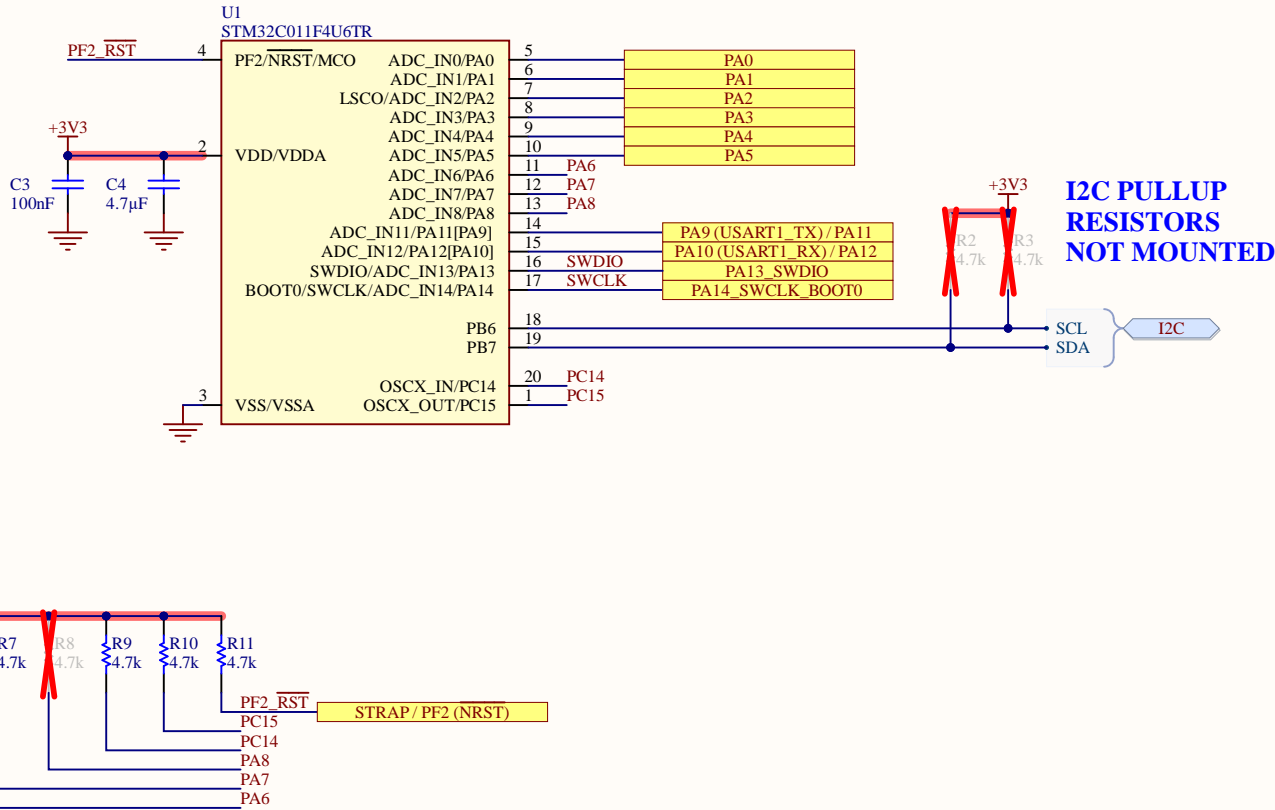 U1
STM32C011F4U6TR
PF2_RST
4
PF2/NRST/MCO
ADC_IN0/PA0
5
PA0
ADC_IN1/PA1
6
PA1
LSCO/ADC_IN2/PA2
7
PA2
ADC_IN3/PA3
8
PA3
ADC_IN4/PA4
9
PA4
+3V3
2
VDD/VDDA
ADC_IN5/PA5
10
PA5
ADC_IN6/PA6
11
PA6
ADC_IN7/PA7
12
PA7
ADC_IN8/PA8
13
PA8
C3
100nF
C4
4.7µF
ADC_IN11/PA11[PA9]
14
PA9 (USART1_TX) / PA11
ADC_IN12/PA12[PA10]
15
PA10 (USART1_RX) / PA12
SWDIO/ADC_IN13/PA13
16
SWDIO
PA13_SWDIO
BOOT0/SWCLK/ADC_IN14/PA14
17
SWCLK
PA14_SWCLK_BOOT0
+3V3
R2
4.7k
R3
4.7k
I2C PULLUP
RESISTORS
NOT MOUNTED
PB6
18
SCL
PB7
19
SDA
I2C
OSCX_IN/PC14
20
PC14
3
VSS/VSSA
OSCX_OUT/PC15
1
PC15
R7
4.7k
R8
4.7k
R9
4.7k
R10
4.7k
R11
4.7k
PF2_RST
STRAP / PF2 (NRST)
PC15
PC14
PA8
PA7
PA6